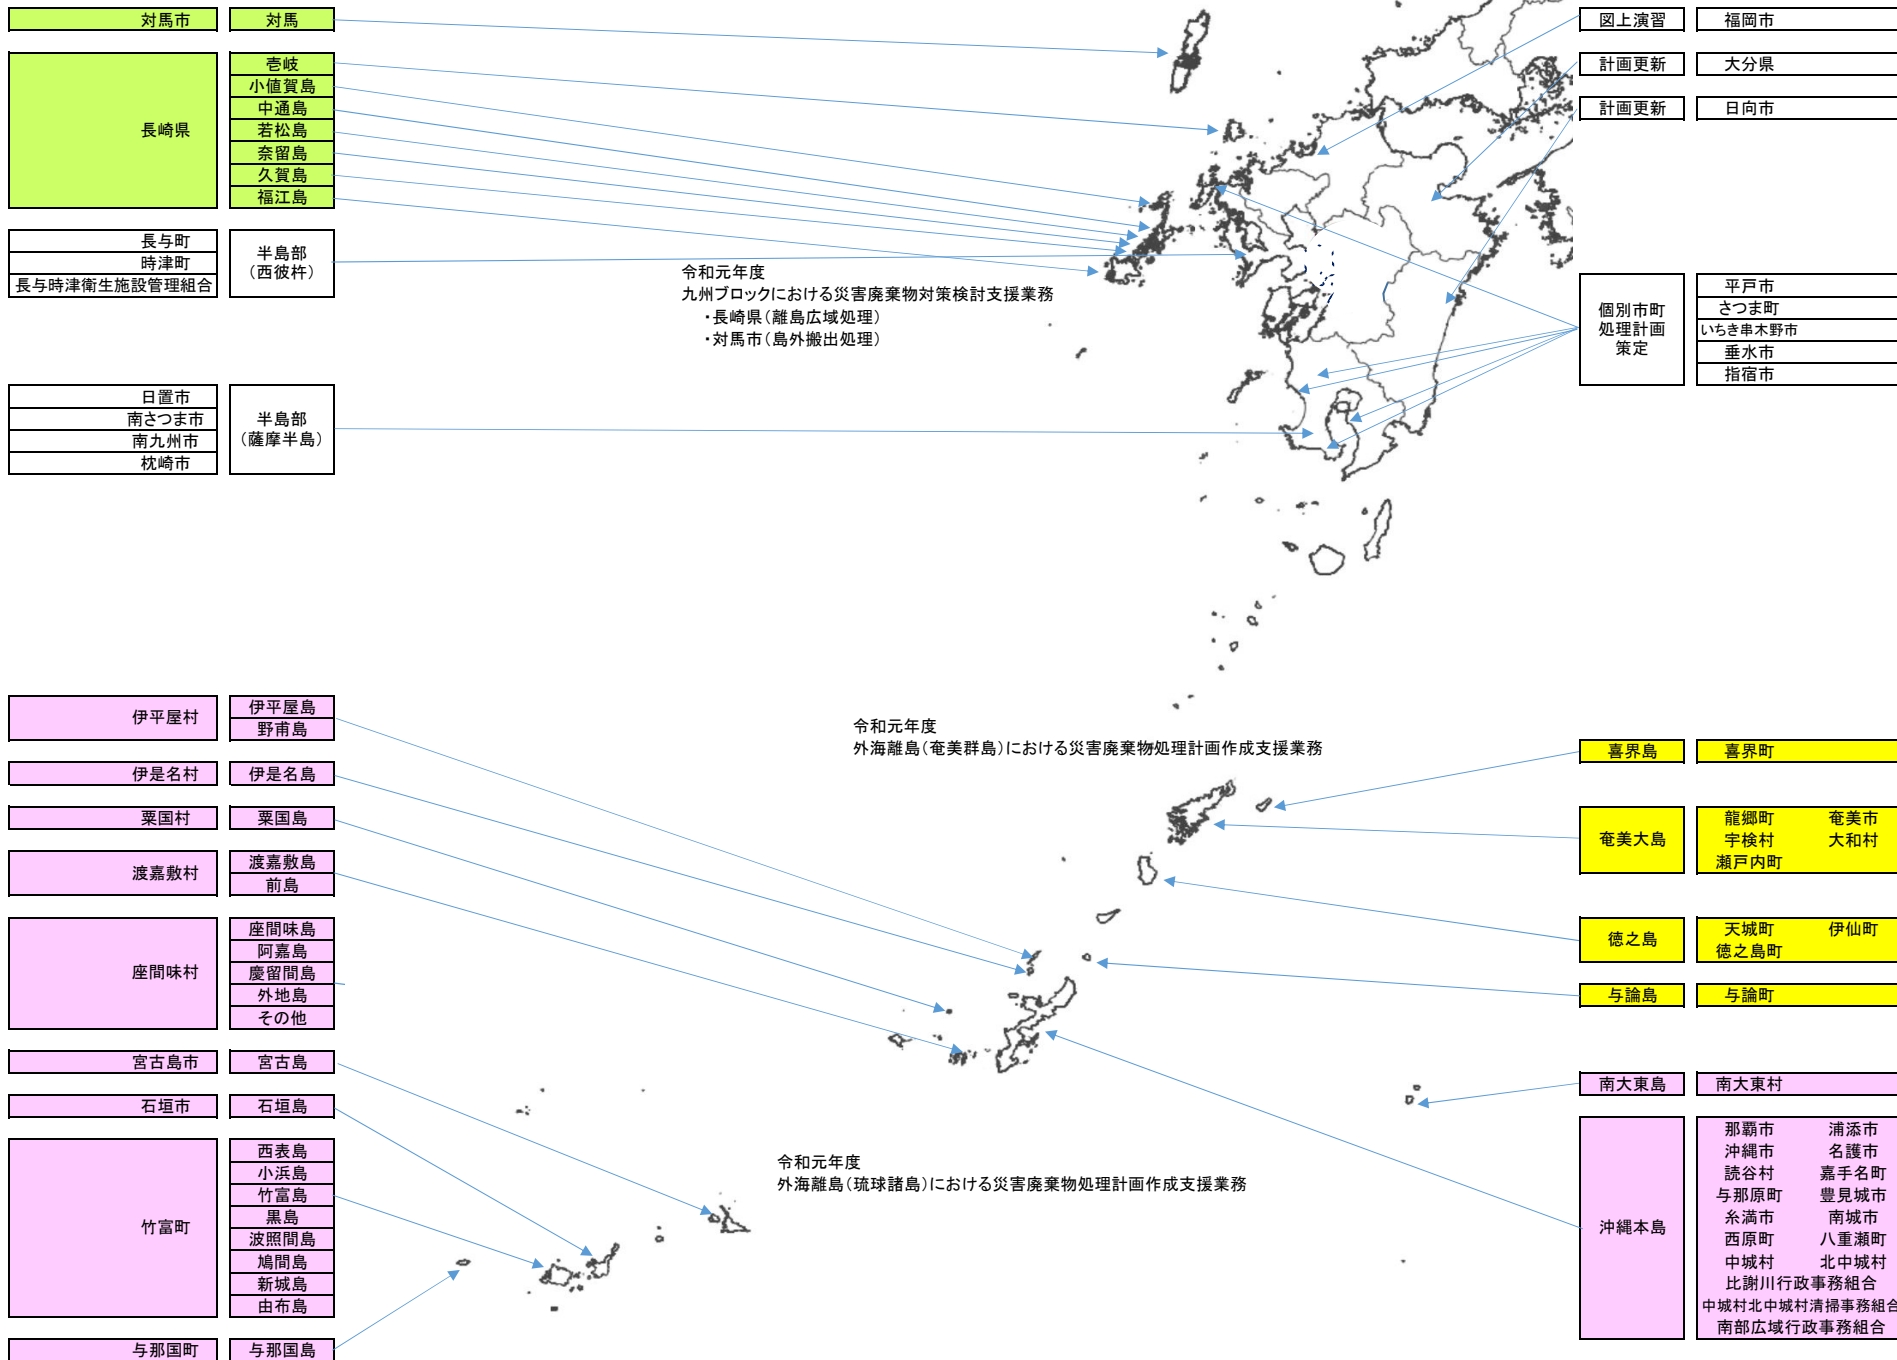 対馬市
対馬
長崎県
壱岐
小値賀島
中通島
若松島
奈留島
久賀島
福江島
長与町
時津町
長与時津衛生施設管理組合
半島部
(西彼杵)
日置市
南さつま市
南九州市
枕崎市
半島部
(薩摩半島)
令和元年度
九州ブロックにおける災害廃棄物対策検討支援業務
・長崎県(離島広域処理)
・対馬市(島外搬出処理)
図上演習
福岡市
計画更新
大分県
計画更新
日向市
個別市町
処理計画
策定
平戸市
さつま町
いちき串木野市
垂水市
指宿市
伊平屋村
伊平屋島
野甫島
伊是名村
伊是名島
粟国村
粟国島
渡嘉敷村
渡嘉敷島
前島
座間味村
座間味島
阿嘉島
慶留間島
外地島
その他
宮古島市
宮古島
石垣市
石垣島
竹富町
西表島
小浜島
竹富島
黒島
波照間島
鳩間島
新城島
由布島
与那国町
与那国島
令和元年度
外海離島(奄美群島)における災害廃棄物処理計画作成支援業務
喜界島
喜界町
奄美大島
龍郷町 奄美市
宇検村 大和村
瀬戸内町
徳之島
天城町 伊仙町
徳之島町
与論島
与論町
南大東島
南大東村
令和元年度
外海離島(琉球諸島)における災害廃棄物処理計画作成支援業務
沖縄本島
那覇市 浦添市
沖縄市 名護市
読谷村 嘉手名町
与那原町 豊見城市
糸満市 南城市
西原町 八重瀬町
中城村 北中城村
比謝川行政事務組合
中城村北中城村清掃事務組合
南部広域行政事務組合